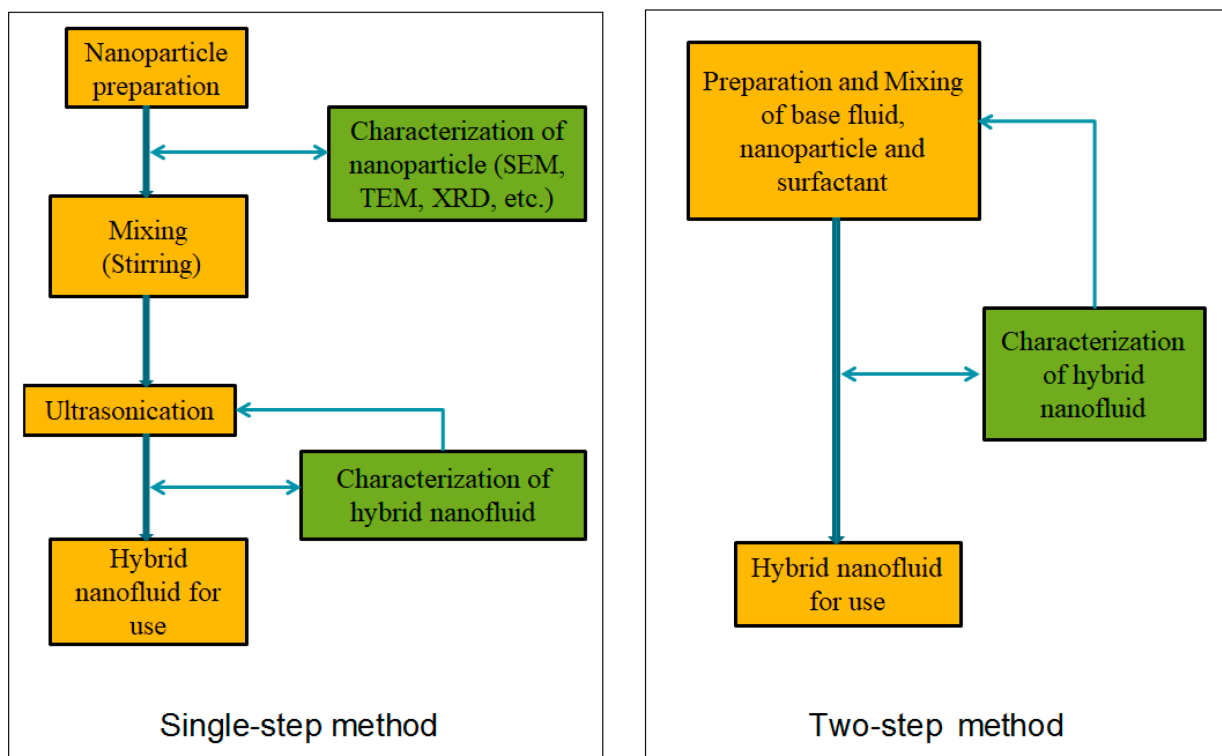 Nanoparticle
preparation
Characterization of
nanoparticle (SEM,
TEM, XRD, etc.)
Mixing
(Stirring)
Ultrasonication
Characterization of
hybrid nanofluid
Hybrid
nanofluid for
use
Single-step method
Preparation and Mixing
of base fluid,
nanoparticle and
surfactant
Characterization
of hybrid
nanofluid
Hybrid nanofluid
for use
Two-step method